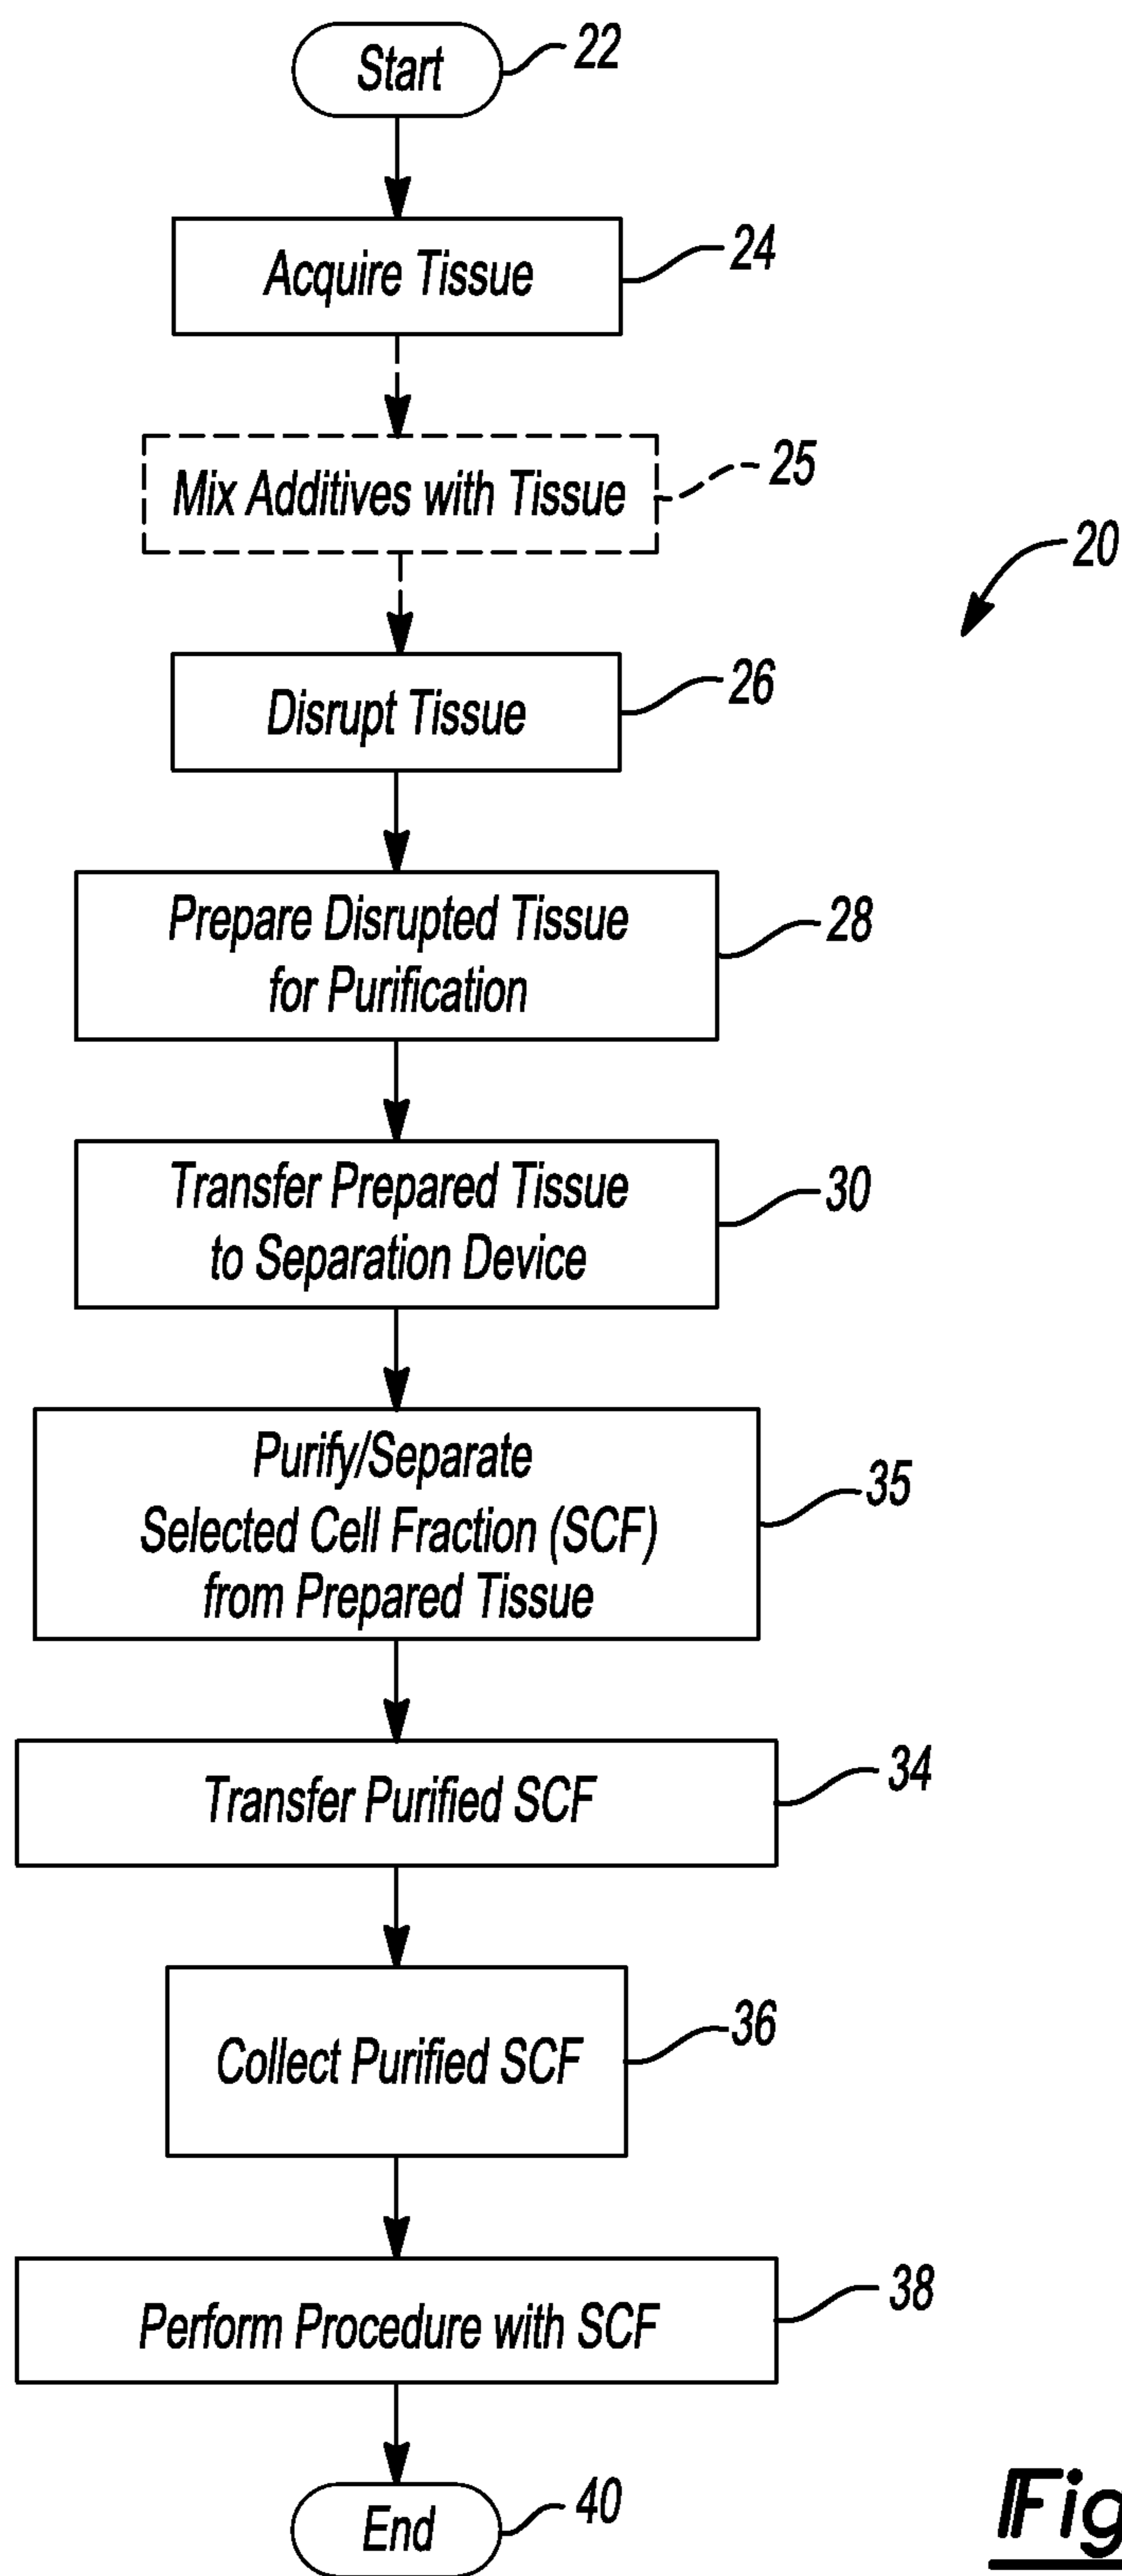 Start
22
Acquire Tissue
24
Mix Additives with Tissue
25
20
Disrupt Tissue
26
Prepare Disrupted Tissue
for Purification
28
Transfer Prepared Tissue
to Separation Device
30
Purify/Separate
Selected Cell Fraction (SCF)
from Prepared Tissue
35
Transfer Purified SCF
34
Collect Purified SCF
36
Perform Procedure with SCF
38
End
40
Fig